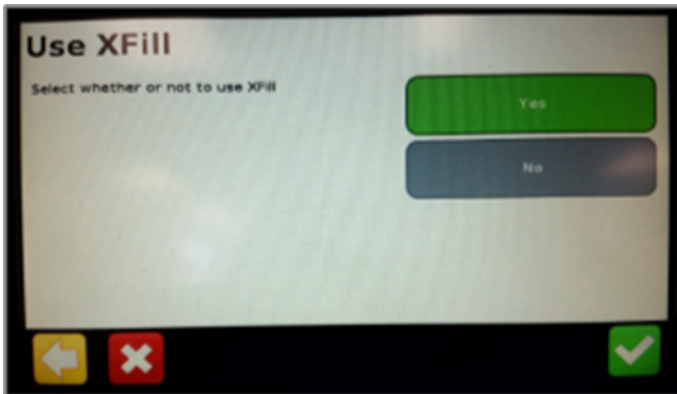 Use XFill
Select whether or not to use XFill
Yes
No